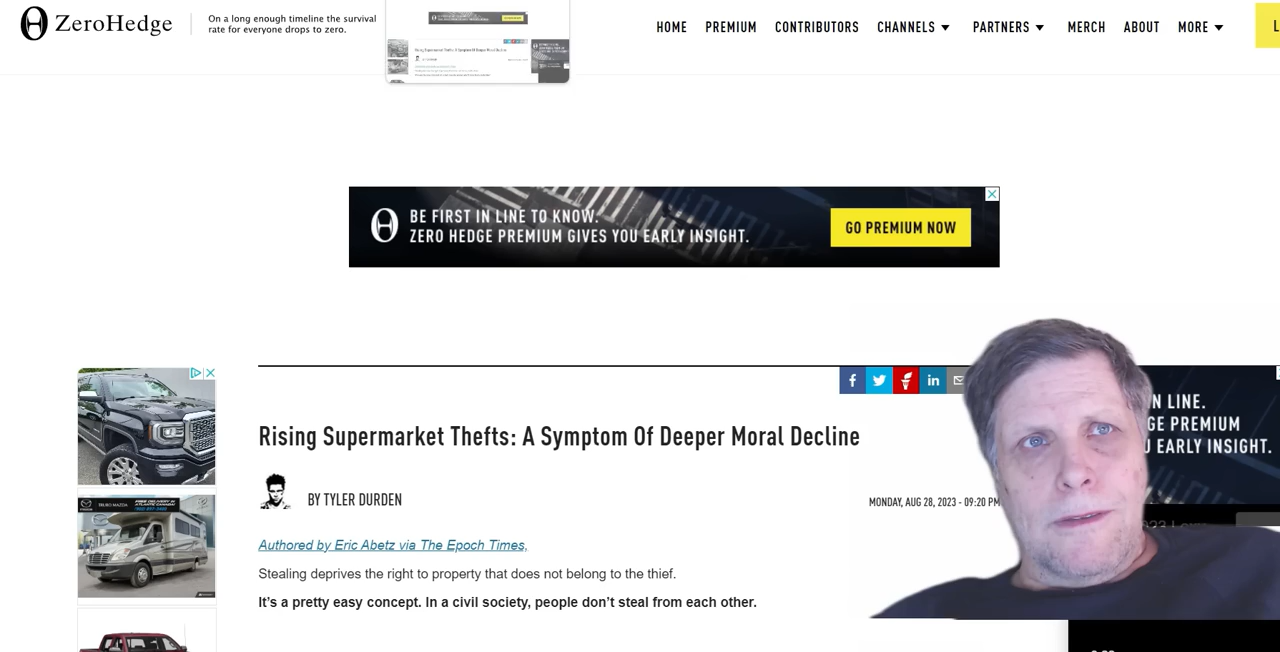 ZeroHedge
On a long enough timeline the survival
rate for everyone drops to zero.
HOME PREMIUM CONTRIBUTORS CHANNELS PARTNERS MERCH ABOUT MORE
L
BE FIRST IN LINE TO KNOW.
ZERO HEDGE PREMIUM GIVES YOU EARLY INSIGHT.
GO PREMIUM NOW
Rising Supermarket Thefts: A Symptom Of Deeper Moral Decline
BY TYLER DURDEN
MONDAY, AUG 28, 2023 - 09:20 PM
Authored by Eric Abetz via The Epoch Times,
Stealing deprives the right to property that does not belong to the thief.
It's a pretty easy concept. In a civil society, people don't steal from each other.
N LINE.
GE PREMIUM
U EARLY INSIGHT.